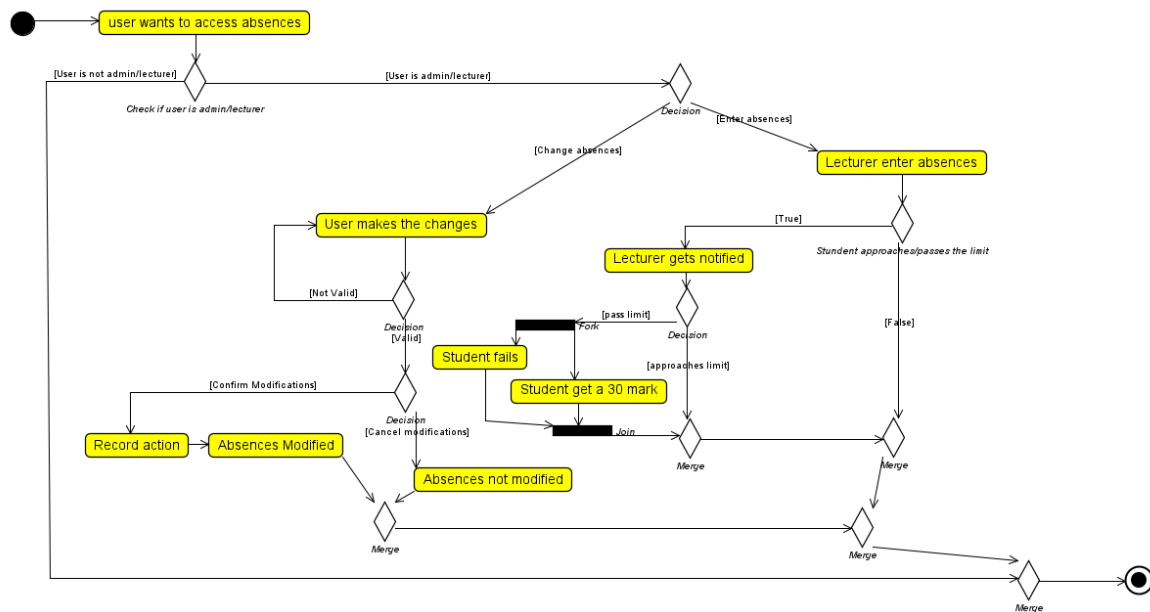 user wants to access absences
[User is not admin/lecturer]
[User is admin/lecturer]
Check if user is admin/lecturer
Decision
[Enter absences]
[Change absences]
Lecturer enter absences
User makes the changes
[True]
Stundent approaches/passes the limit
Lecturer gets notified
[Not Valid]
Decision
[Valid]
[pass limit]
Fork
Decision
[False]
Student fails
[approaches limit]
[Confirm Modifications]
Student get a 30 mark
Decision
[Cancel modifications]
Join
Record action
Absences Modified
Merge
Merge
Absences not modified
Merge
Merge
Merge